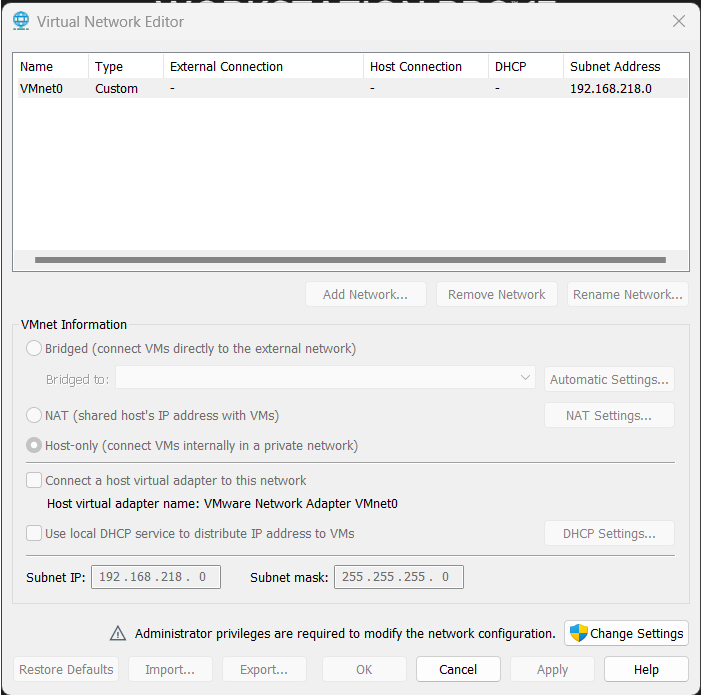 Virtual Network Editor
Name Type External Connection Host Connection DHCP Subnet Address
VMnet0 Custom - - - 192.168.218.0
Add Network... Remove Network Rename Network...
VMnet Information
Bridged (connect VMs directly to the external network)
Bridged to: Automatic Settings...
NAT (shared host's IP address with VMs) NAT Settings...
Host-only (connect VMs internally in a private network)
Connect a host virtual adapter to this network
Host virtual adapter name: VMware Network Adapter VMnet0
Use local DHCP service to distribute IP address to VMs DHCP Settings...
Subnet IP: 192 . 168 . 218 . 0 Subnet mask: 255 . 255 . 255 . 0
Administrator privileges are required to modify the network configuration. Change Settings
Restore Defaults Import... Export... OK Cancel Apply Help